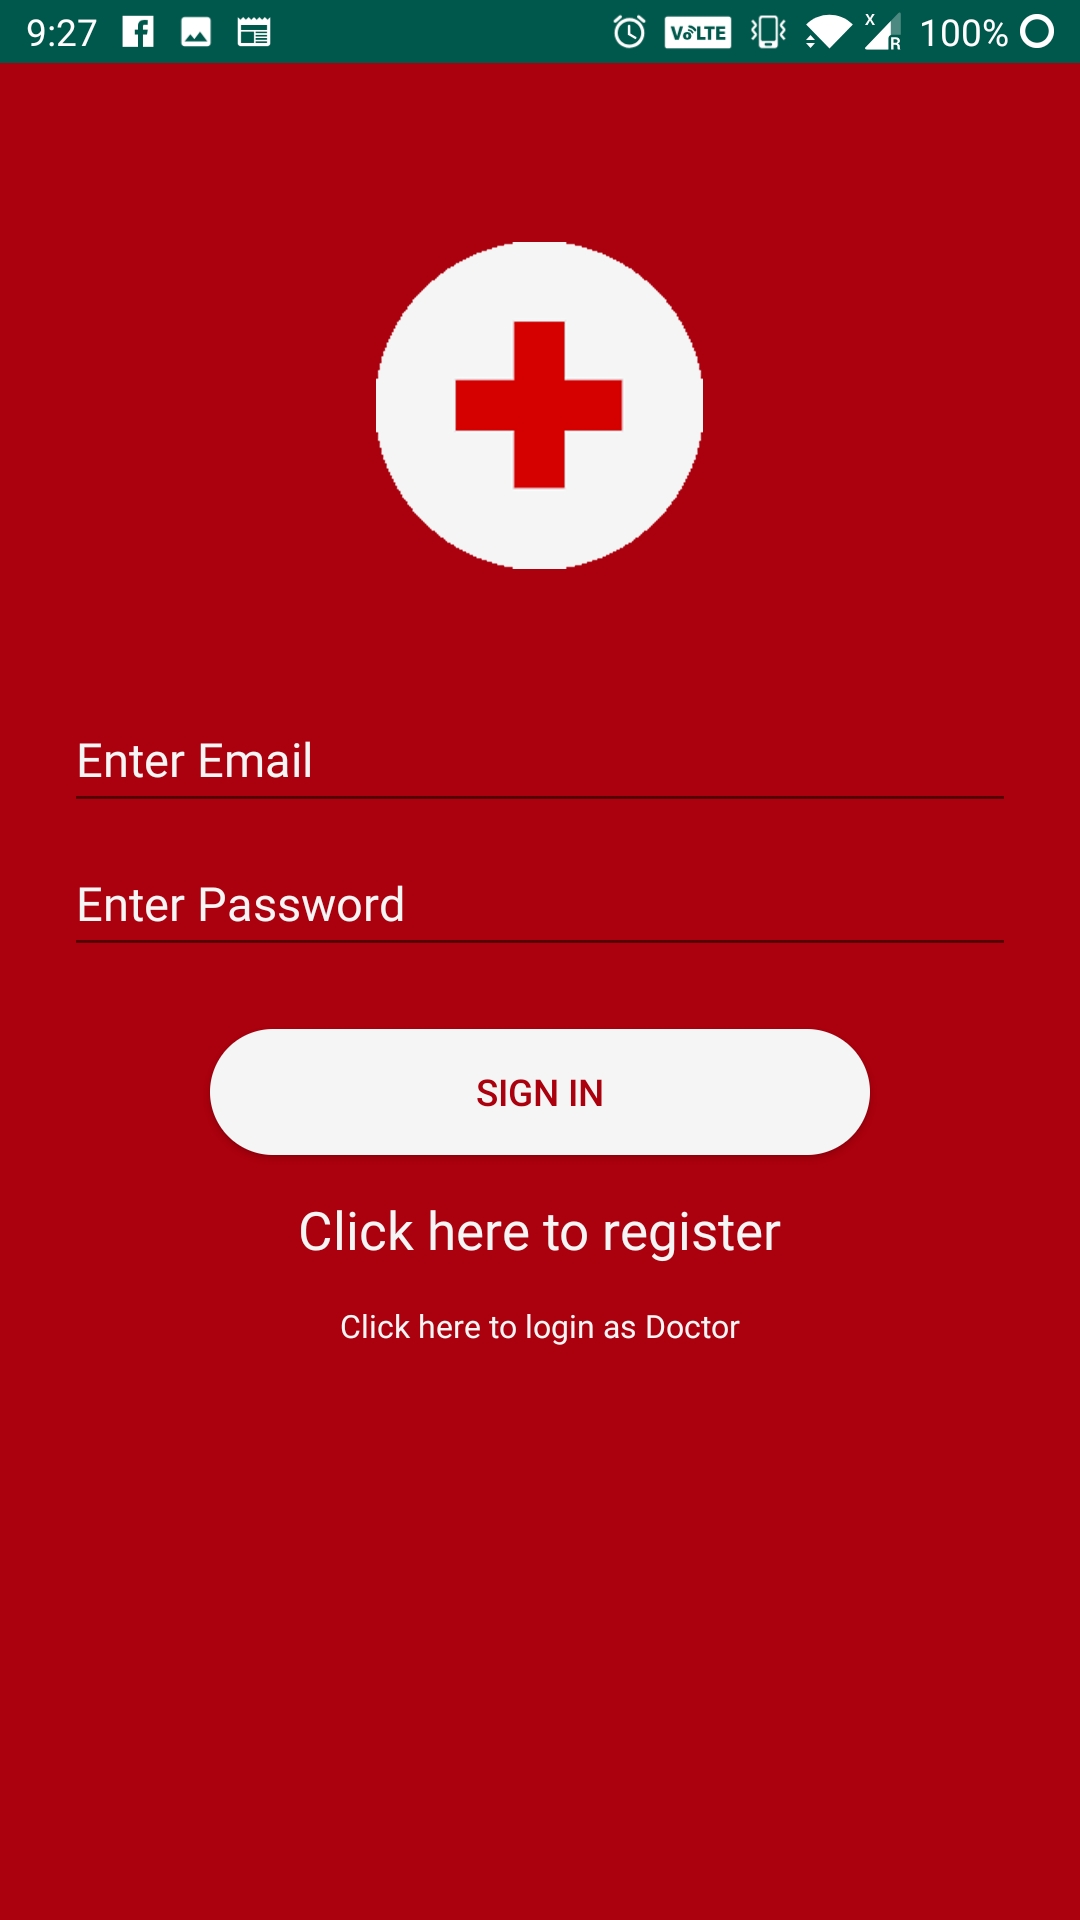 9:27 VoLTE X R 100%
Enter Email
Enter Password
SIGN IN
Click here to register
Click here to login as Doctor